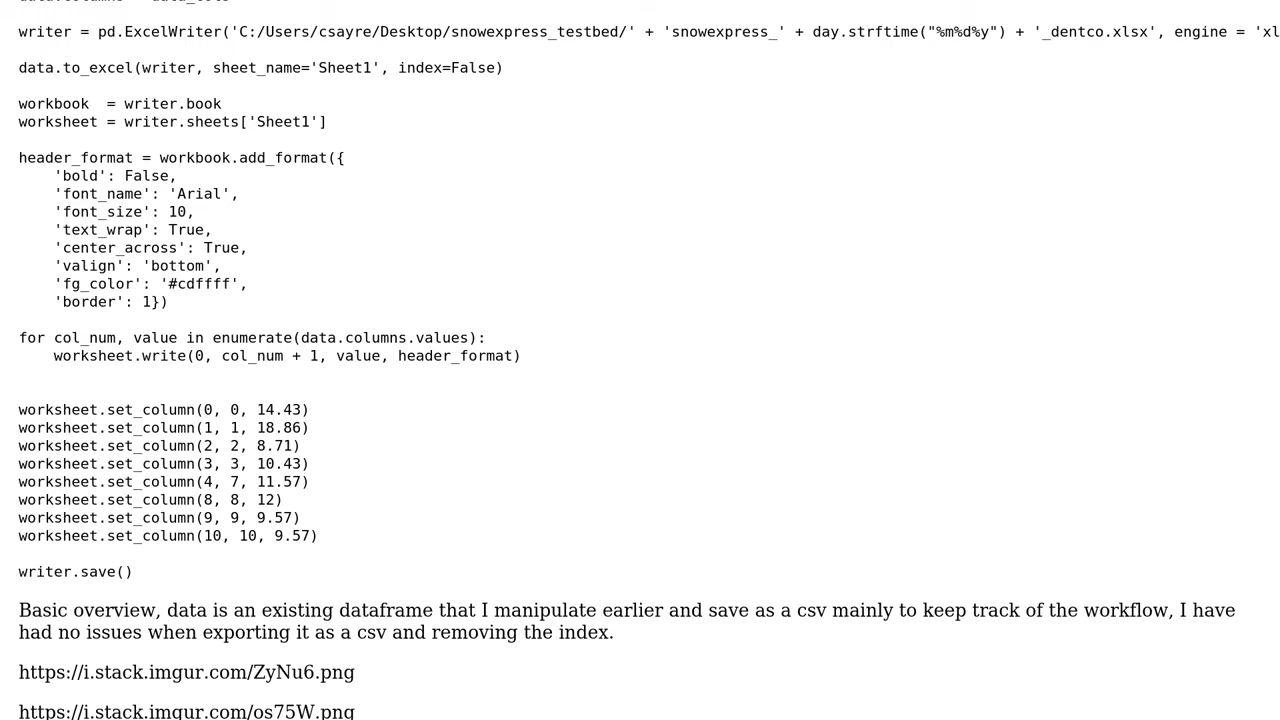 writer = pd.ExcelWriter('C:/Users/csayre/Desktop/snowexpress_testbed/' + 'snowexpress_' + day.strftime("%m%d%y") + '_dentco.xlsx', engine = 'xl
data.to_excel(writer, sheet_name='Sheet1', index=False)
workbook  = writer.book
worksheet = writer.sheets['Sheet1']
header_format = workbook.add_format({
    'bold': False,
    'font_name': 'Arial',
    'font_size': 10,
    'text_wrap': True,
    'center_across': True,
    'valign': 'bottom',
    'fg_color': '#cdffff',
    'border': 1})
for col_num, value in enumerate(data.columns.values):
    worksheet.write(0, col_num + 1, value, header_format)
worksheet.set_column(0, 0, 14.43)
worksheet.set_column(1, 1, 18.86)
worksheet.set_column(2, 2, 8.71)
worksheet.set_column(3, 3, 10.43)
worksheet.set_column(4, 7, 11.57)
worksheet.set_column(8, 8, 12)
worksheet.set_column(9, 9, 9.57)
worksheet.set_column(10, 10, 9.57)
writer.save()
Basic overview, data is an existing dataframe that I manipulate earlier and save as a csv mainly to keep track of the workflow, I have
had no issues when exporting it as a csv and removing the index.
https://i.stack.imgur.com/ZyNu6.png
https://i.stack.imgur.com/os75W.png